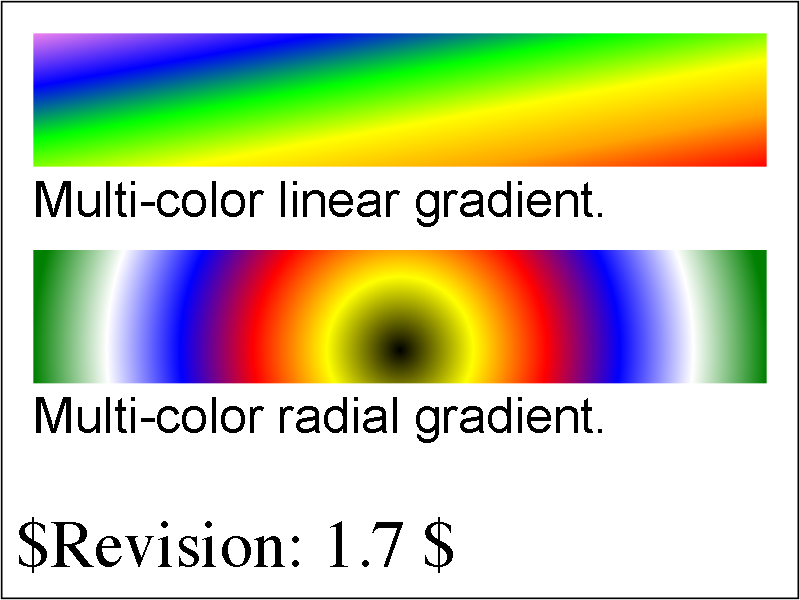 Multi-color linear gradient.
Multi-color radial gradient.
$Revision: 1.7 $